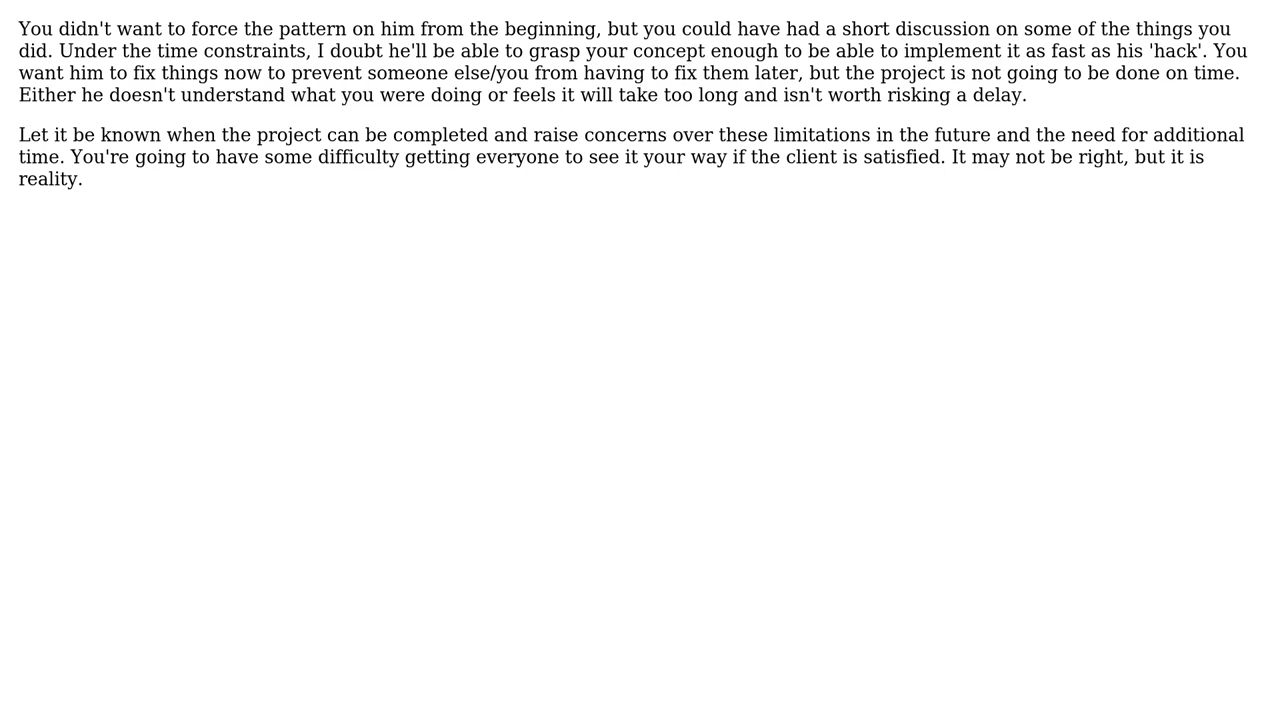 You didn't want to force the pattern on him from the beginning, but you could have had a short discussion on some of the things you
did. Under the time constraints, I doubt he'll be able to grasp your concept enough to be able to implement it as fast as his 'hack'. You
want him to fix things now to prevent someone else/you from having to fix them later, but the project is not going to be done on time.
Either he doesn't understand what you were doing or feels it will take too long and isn't worth risking a delay.
Let it be known when the project can be completed and raise concerns over these limitations in the future and the need for additional
time. You're going to have some difficulty getting everyone to see it your way if the client is satisfied. It may not be right, but it is
reality.